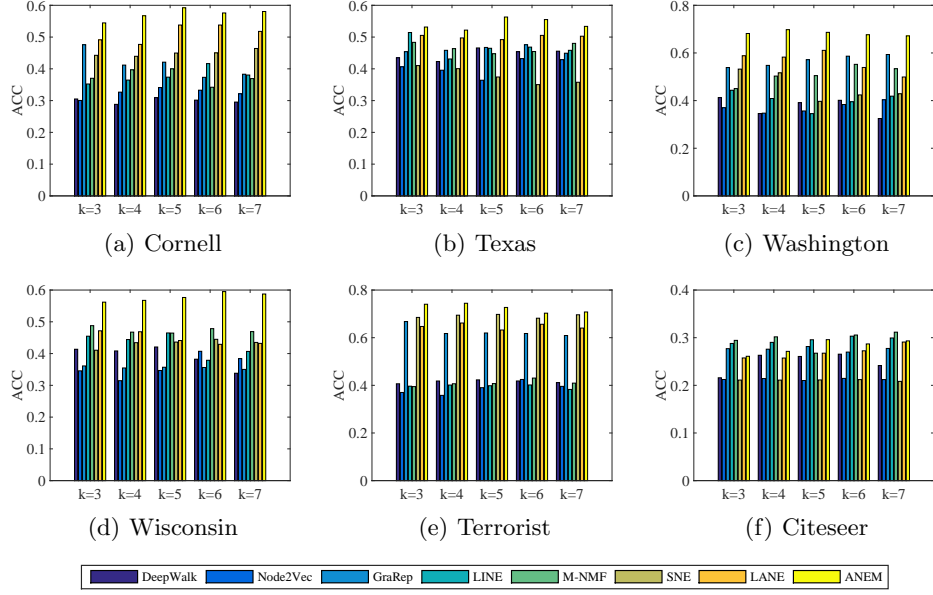 0.6
0.5
0.4
0.3
0.2
0.1
0
ACC
k=3 k=4 k=5 k=6 k=7
(a) Cornell
0.6
0.5
0.4
0.3
0.2
0.1
0
ACC
k=3 k=4 k=5 k=6 k=7
(b) Texas
0.8
0.6
0.4
0.2
0
ACC
k=3 k=4 k=5 k=6 k=7
(c) Washington
0.6
0.5
0.4
0.3
0.2
0.1
0
ACC
k=3 k=4 k=5 k=6 k=7
(d) Wisconsin
0.8
0.6
0.4
0.2
0
ACC
k=3 k=4 k=5 k=6 k=7
(e) Terrorist
0.4
0.3
0.2
0.1
0
ACC
k=3 k=4 k=5 k=6 k=7
(f) Citeseer
DeepWalk Node2Vec GraRep LINE M-NMF SNE LANE ANEM